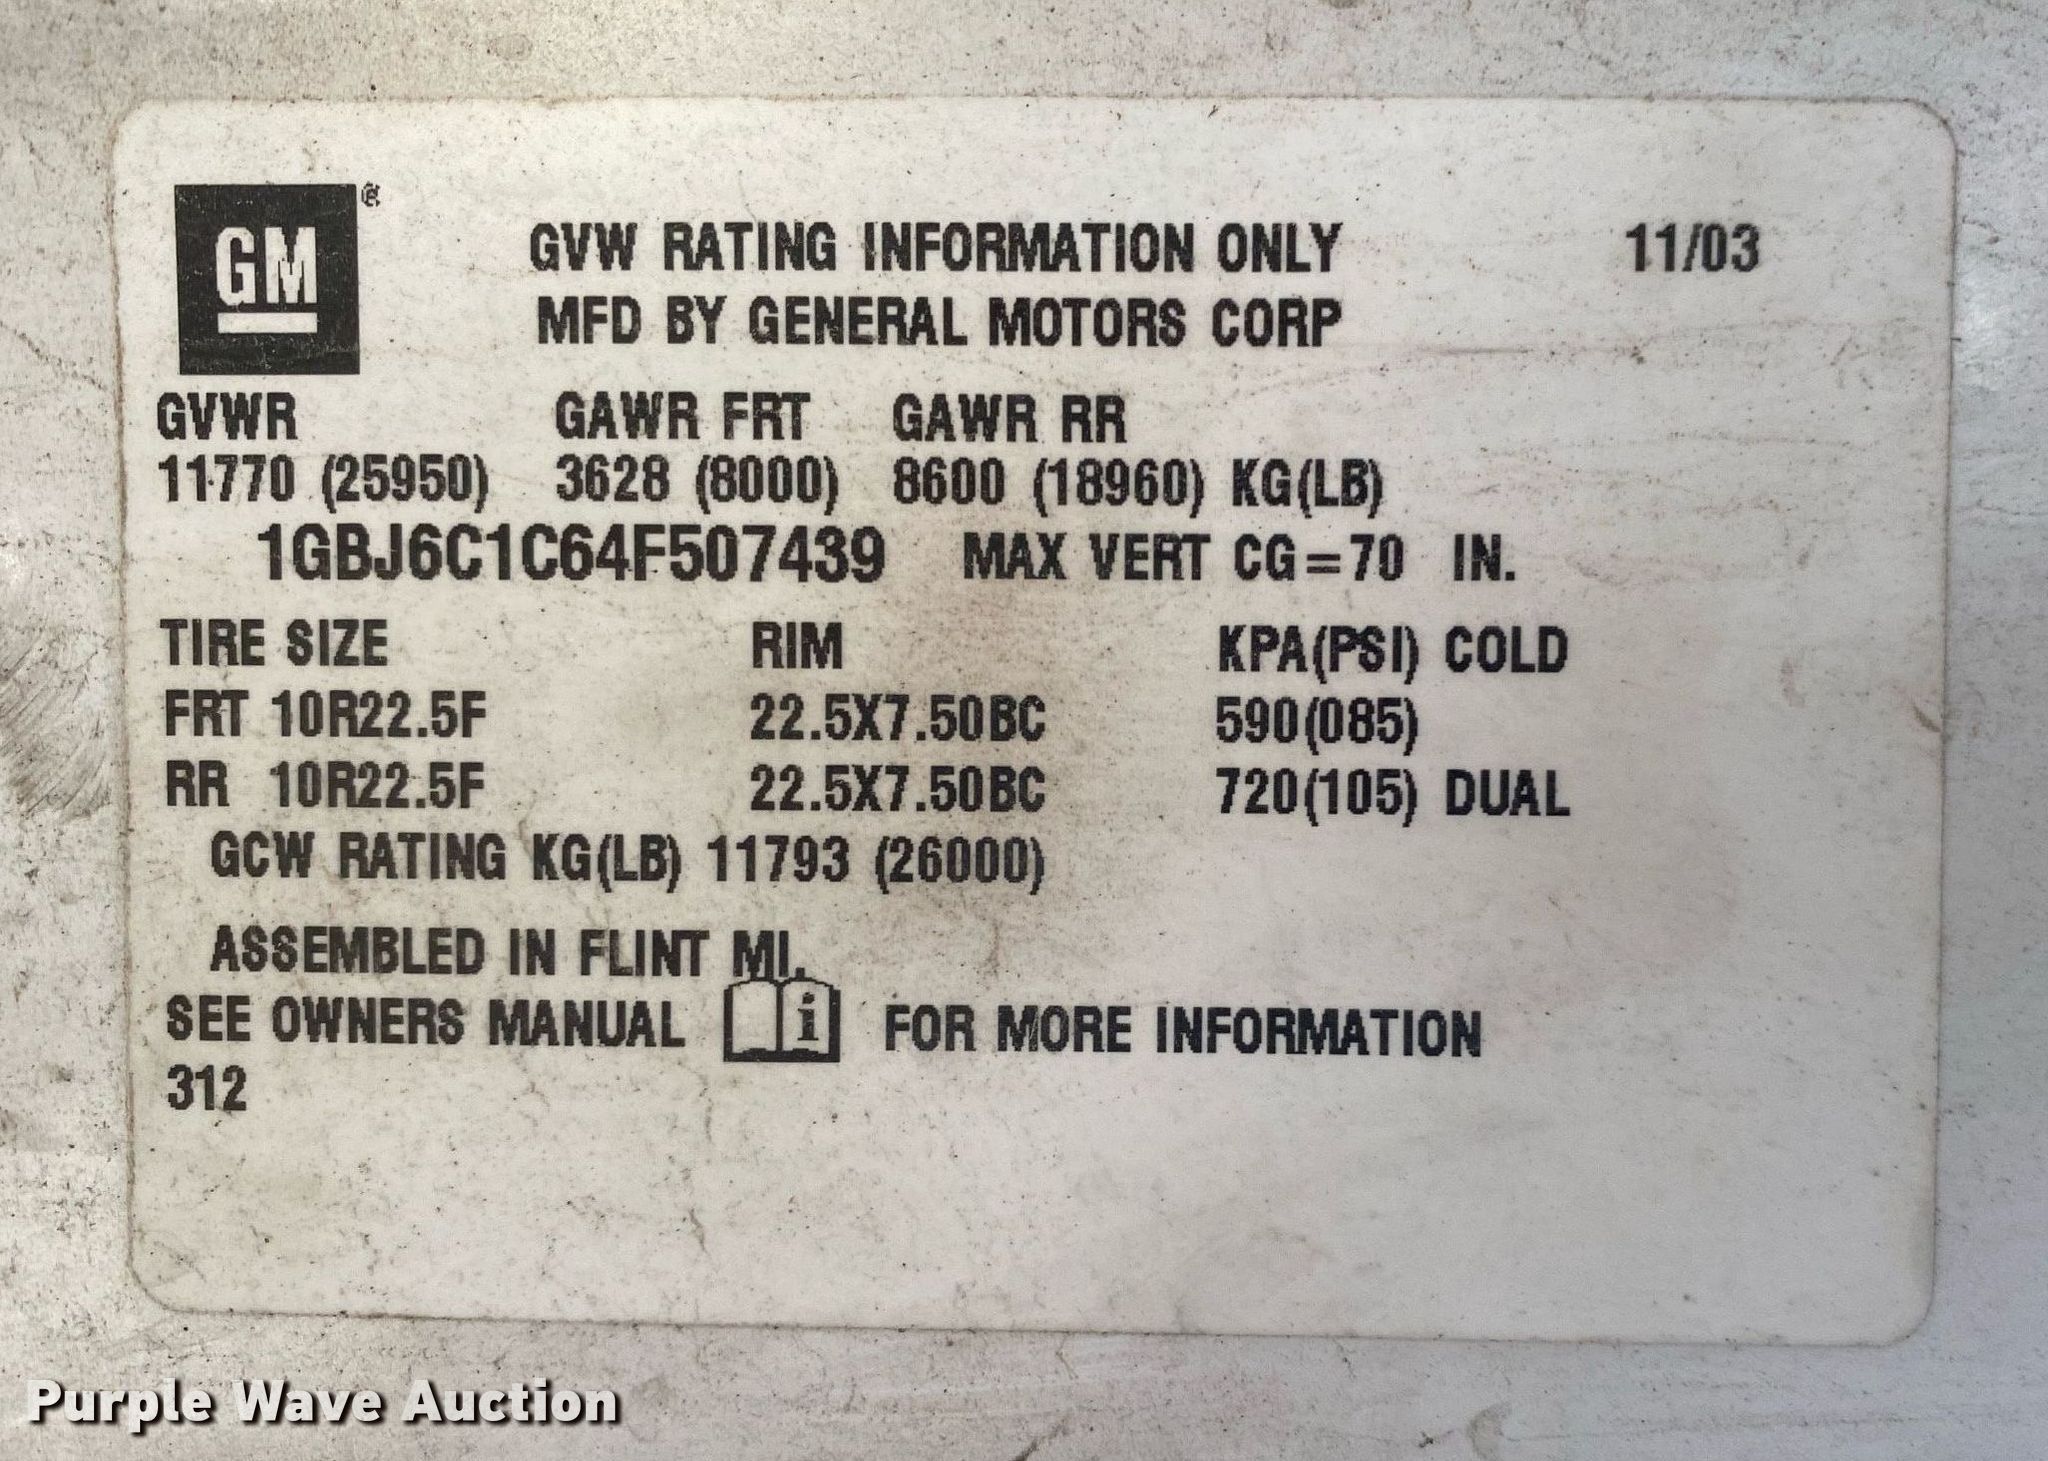 GM ®
GVW RATING INFORMATION ONLY 11/03
MFD BY GENERAL MOTORS CORP
GVWR GAWR FRT GAWR RR
11770 (25950) 3628 (8000) 8600 (18960) KG(LB)
1GBJ6C1C64F507439 MAX VERT CG=70 IN.
TIRE SIZE RIM KPA(PSI) COLD
FRT 10R22.5F 22.5X7.50BC 590(085)
RR 10R22.5F 22.5X7.50BC 720(105) DUAL
GCW RATING KG(LB) 11793 (26000)
ASSEMBLED IN FLINT MI.
SEE OWNERS MANUAL i FOR MORE INFORMATION
312
Purple Wave Auction